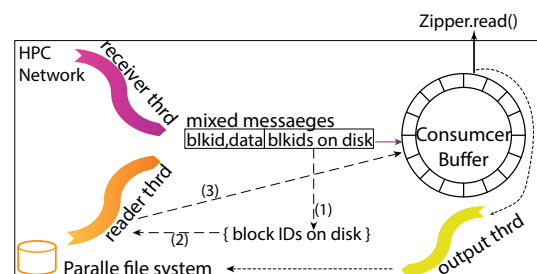 Zipper.read()
HPC
Network
receiver thrd
mixed messaeges
blkid,data blkids on disk
Consumcer
Buffer
reader thrd
(3)
(1)
(2)
{ block IDs on disk }
output thrd
Paralle file system